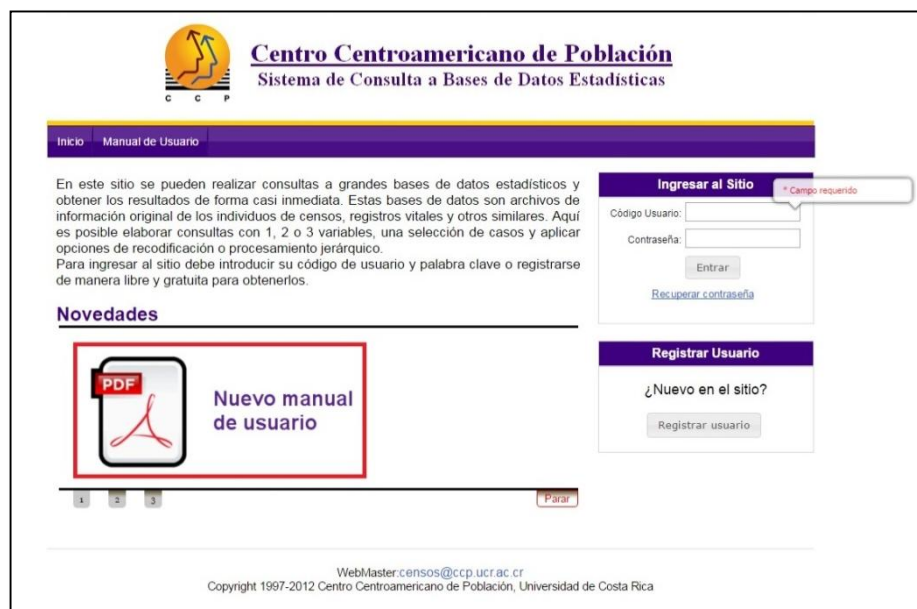 Centro Centroamericano de Población
Sistema de Consulta a Bases de Datos Estadísticas
C C P
Inicio Manual de Usuario
En este sitio se pueden realizar consultas a grandes bases de datos estadísticos y
obtener los resultados de forma casi inmediata. Estas bases de datos son archivos de
información original de los individuos de censos, registros vitales y otros similares. Aquí
es posible elaborar consultas con 1, 2 o 3 variables, una selección de casos y aplicar
opciones de recodificación o procesamiento jerárquico.
Para ingresar al sitio debe introducir su código de usuario y palabra clave o registrarse
de manera libre y gratuita para obtenerlos.
Novedades
PDF
Nuevo manual
de usuario
1 2 3
Parar
Ingresar al Sitio
* Campo requerido
Código Usuario:
Contraseña:
Entrar
Recuperar contraseña
Registrar Usuario
¿Nuevo en el sitio?
Registrar usuario
WebMaster:censos@ccp.ucr.ac.cr
Copyright 1997-2012 Centro Centroamericano de Población, Universidad de Costa Rica